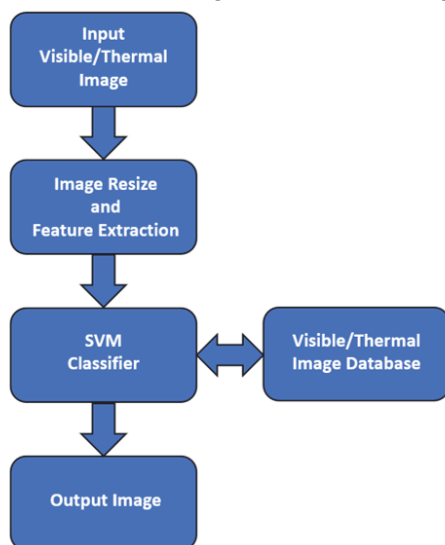 Input
Visible/Thermal
Image
Image Resize
and
Feature Extraction
SVM
Classifier
Visible/Thermal
Image Database
Output Image